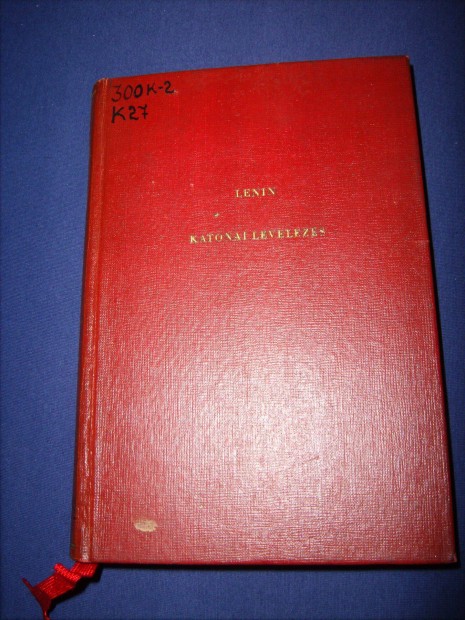 300K-2
K27
LENIN
KATONAI LEVELEZÉS